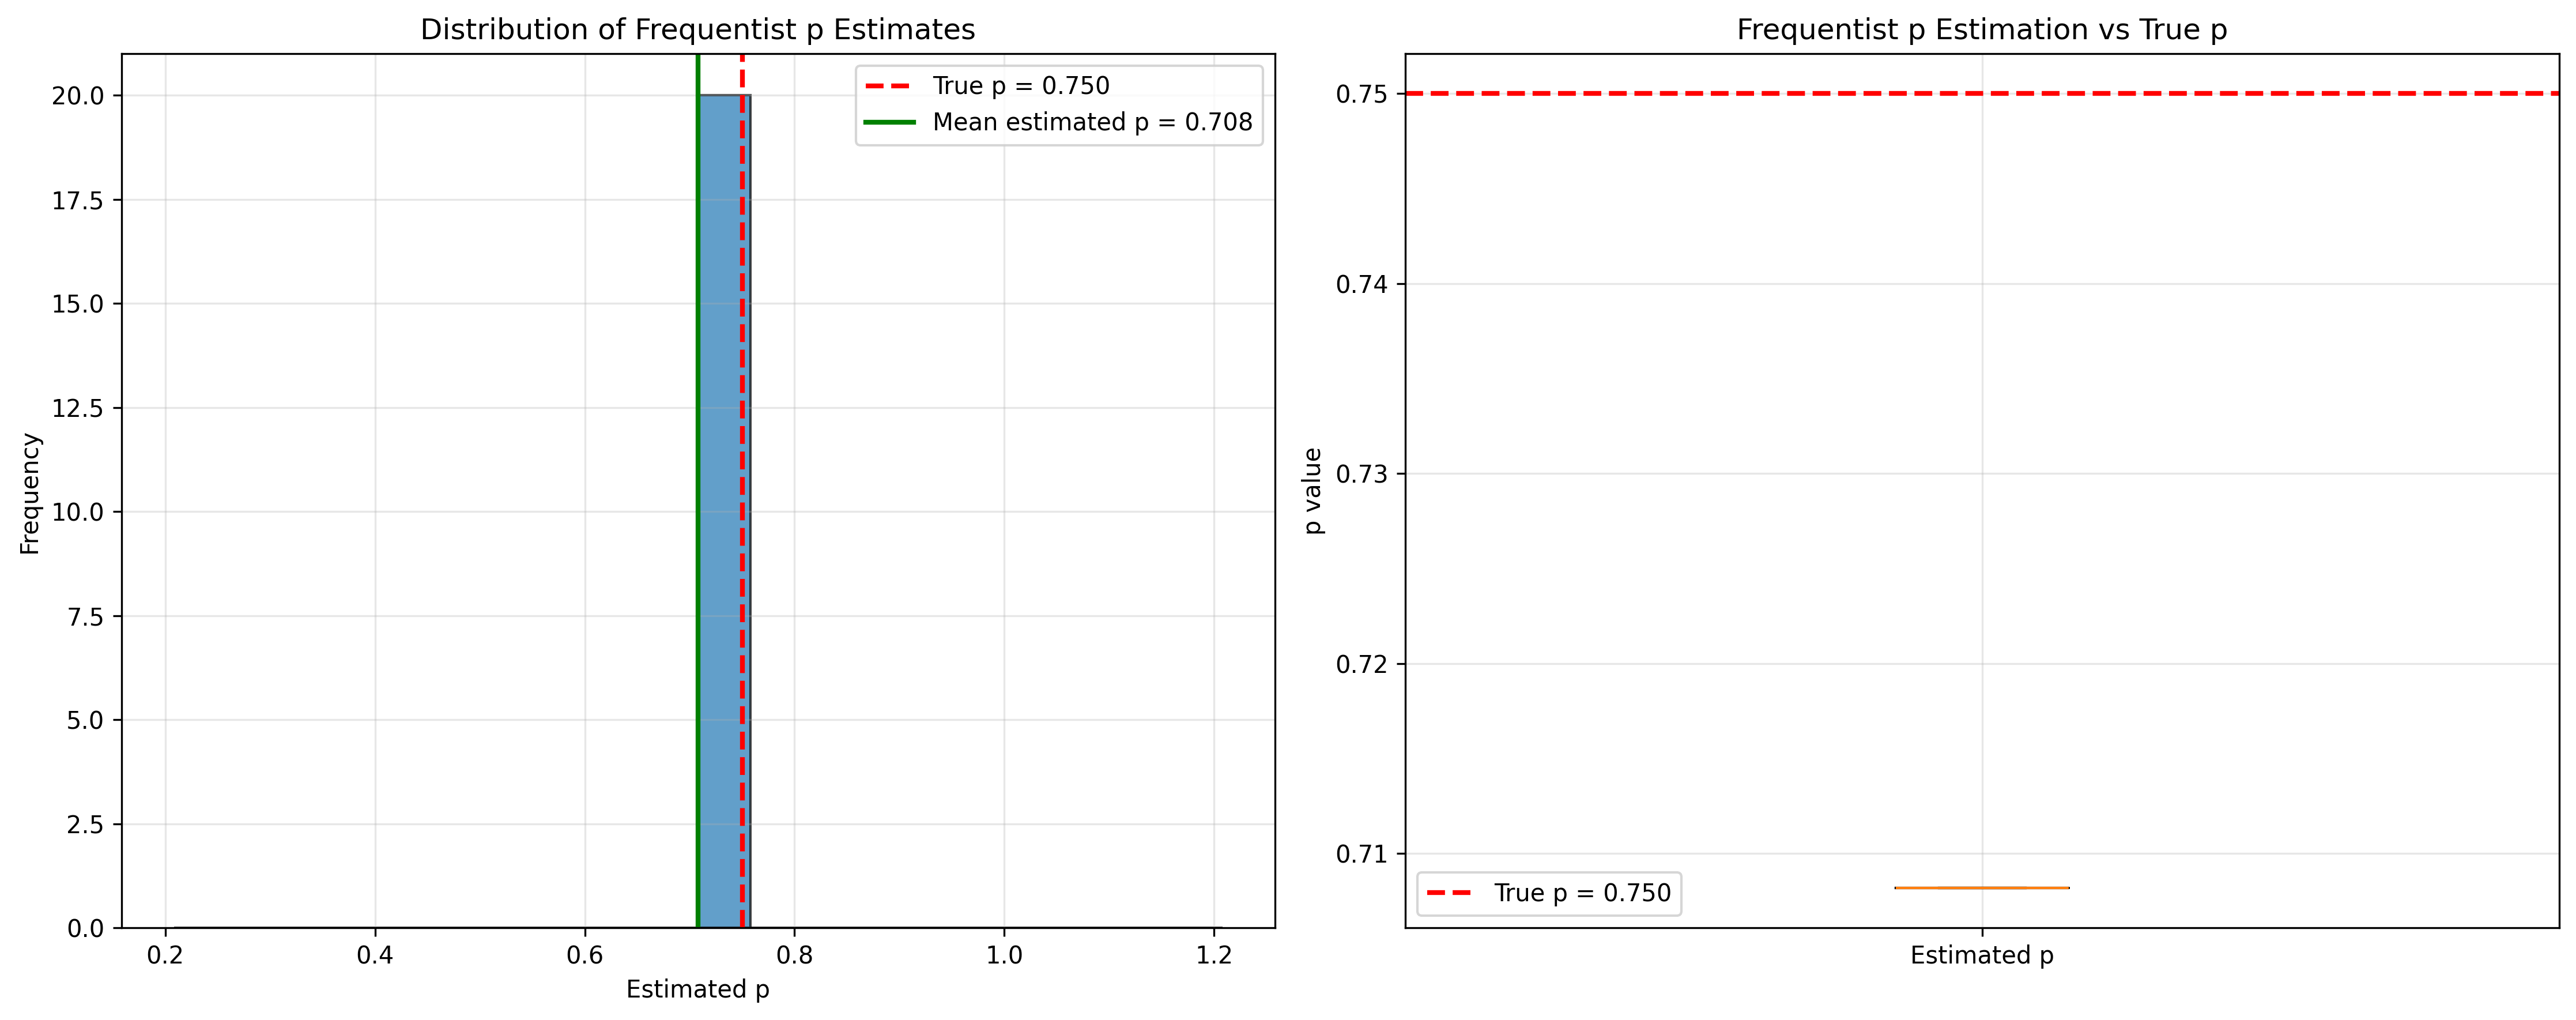 Distribution of Frequentist p Estimates
True p = 0.750
Mean estimated p = 0.708
Frequency
20.0
17.5
15.0
12.5
10.0
7.5
5.0
2.5
0.0
0.2 0.4 0.6 0.8 1.0 1.2
Estimated p
Frequentist p Estimation vs True p
p value
0.75
0.74
0.73
0.72
0.71
True p = 0.750
Estimated p